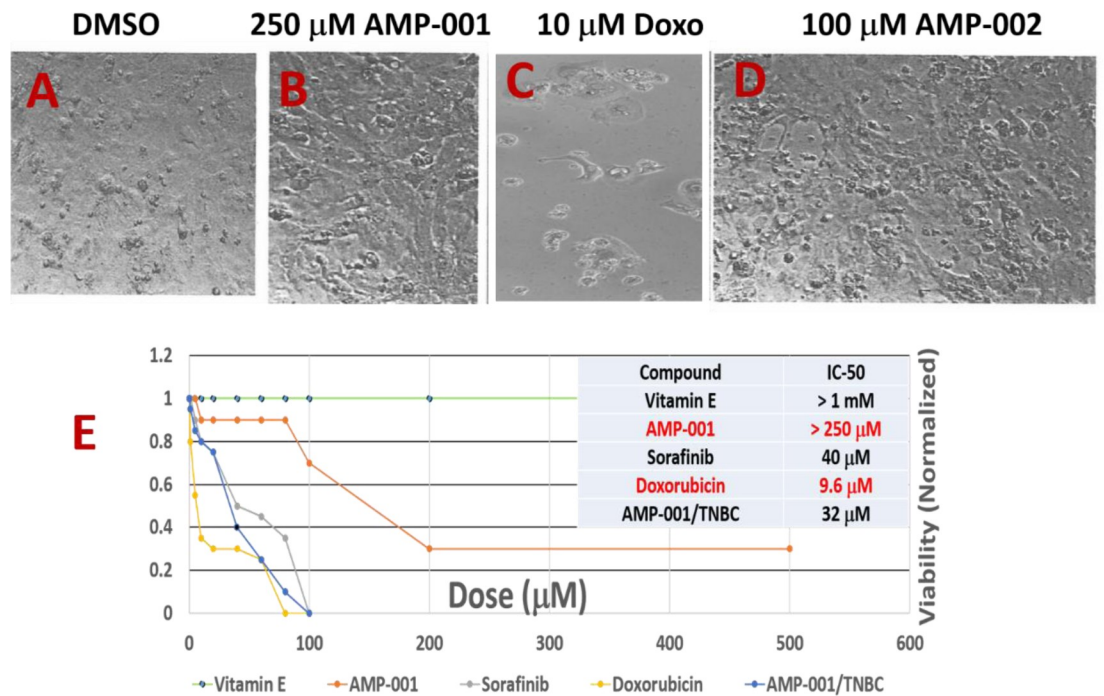 DMSO 250 μM AMP-001 10 μM Doxo 100 μM AMP-002
A B C D
E
1.2
1
0.8
0.6
0.4
0.2
0
0 100 200 300 400 500 600
Dose (μM)
Viability (Normalized)
Compound IC-50
Vitamin E > 1 mM
AMP-001 > 250 μM
Sorafinib 40 μM
Doxorubicin 9.6 μM
AMP-001/TNBC 32 μM
Vitamin E AMP-001 Sorafinib Doxorubicin AMP-001/TNBC